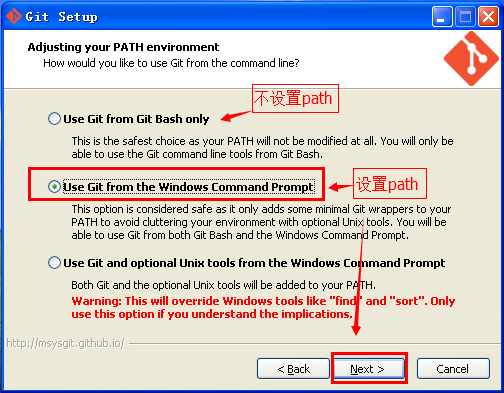 Git Setup
Adjusting your PATH environment
How would you like to use Git from the command line?
不设置path
Use Git from Git Bash only
This is the safest choice as your PATH will not be modified at all. You will only be
able to use the Git command line tools from Git Bash.
Use Git from the Windows Command Prompt
设置path
This option is considered safe as it only adds some minimal Git wrappers to your
PATH to avoid cluttering your environment with optional Unix tools. You will be
able to use Git from both Git Bash and the Windows Command Prompt.
Use Git and optional Unix tools from the Windows Command Prompt
Both Git and the optional Unix tools will be added to your PATH.
Warning: This will override Windows tools like "find" and "sort". Only
use this option if you understand the implications.
http://msysgit.github.io/
< Back
Next >
Cancel